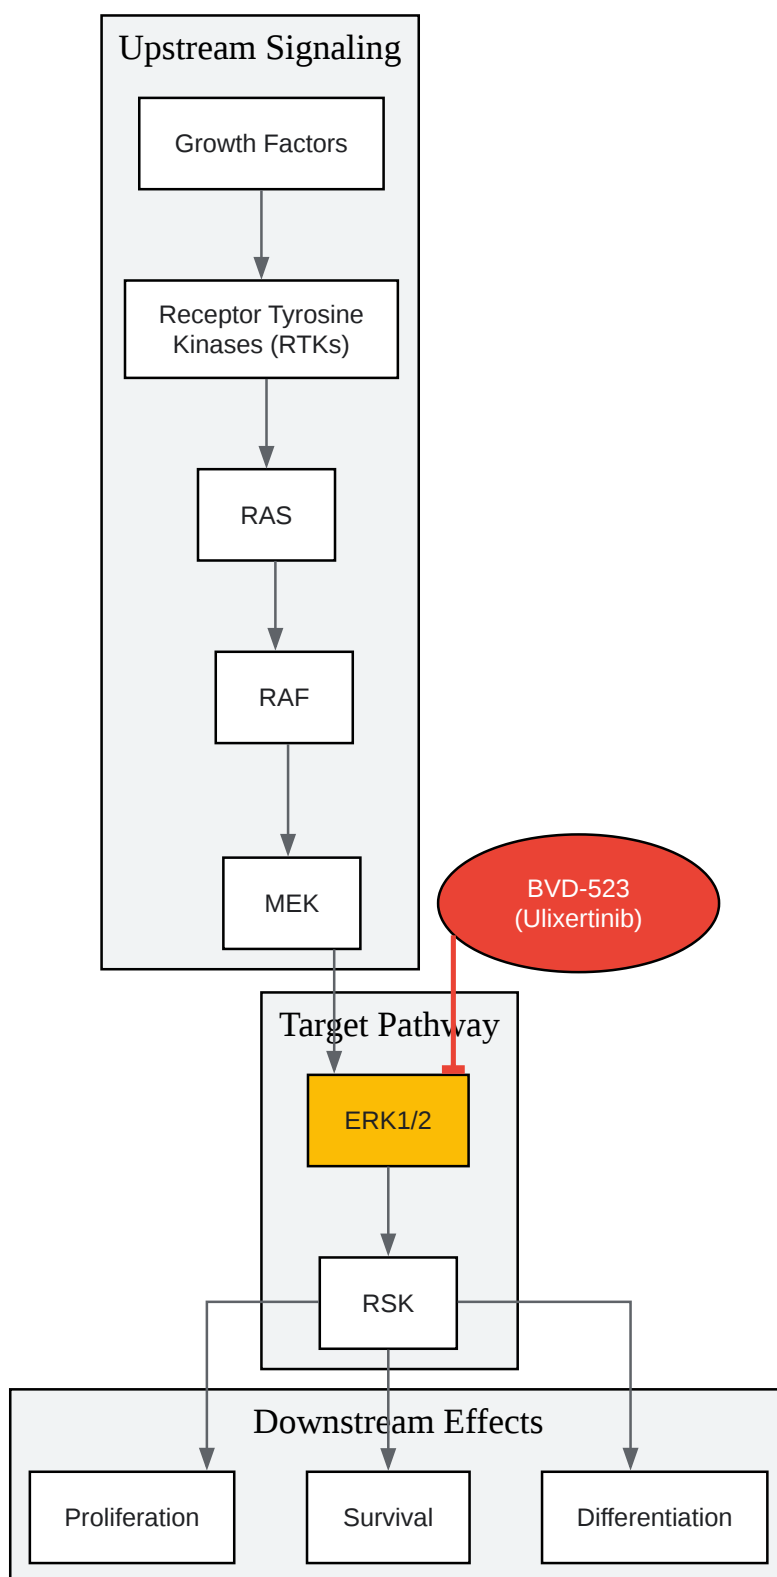 Upstream Signaling
Growth Factors
Receptor Tyrosine
Kinases (RTKs)
RAS
RAF
MEK
BVD-523
(Ulixertinib)
Target Pathway
ERK1/2
RSK
Downstream Effects
Proliferation
Survival
Differentiation